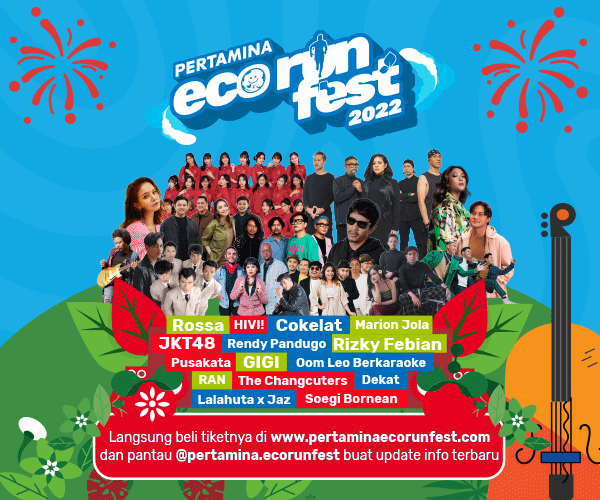 PERTAMINA
eco run
fest
2022
Rossa HIVI! Cokelat Marion Jola
JKT48 Rendy Pandugo Rizky Febian
Pusakata GIGI Oom Leo Berkaraoke
RAN The Changcuters Dekat
Lalahuta x Jaz Soegi Bornean
Langsung beli tiketnya di www.pertaminaecorunfest.com
dan pantau @pertamina.ecorunfest buat update info terbaru